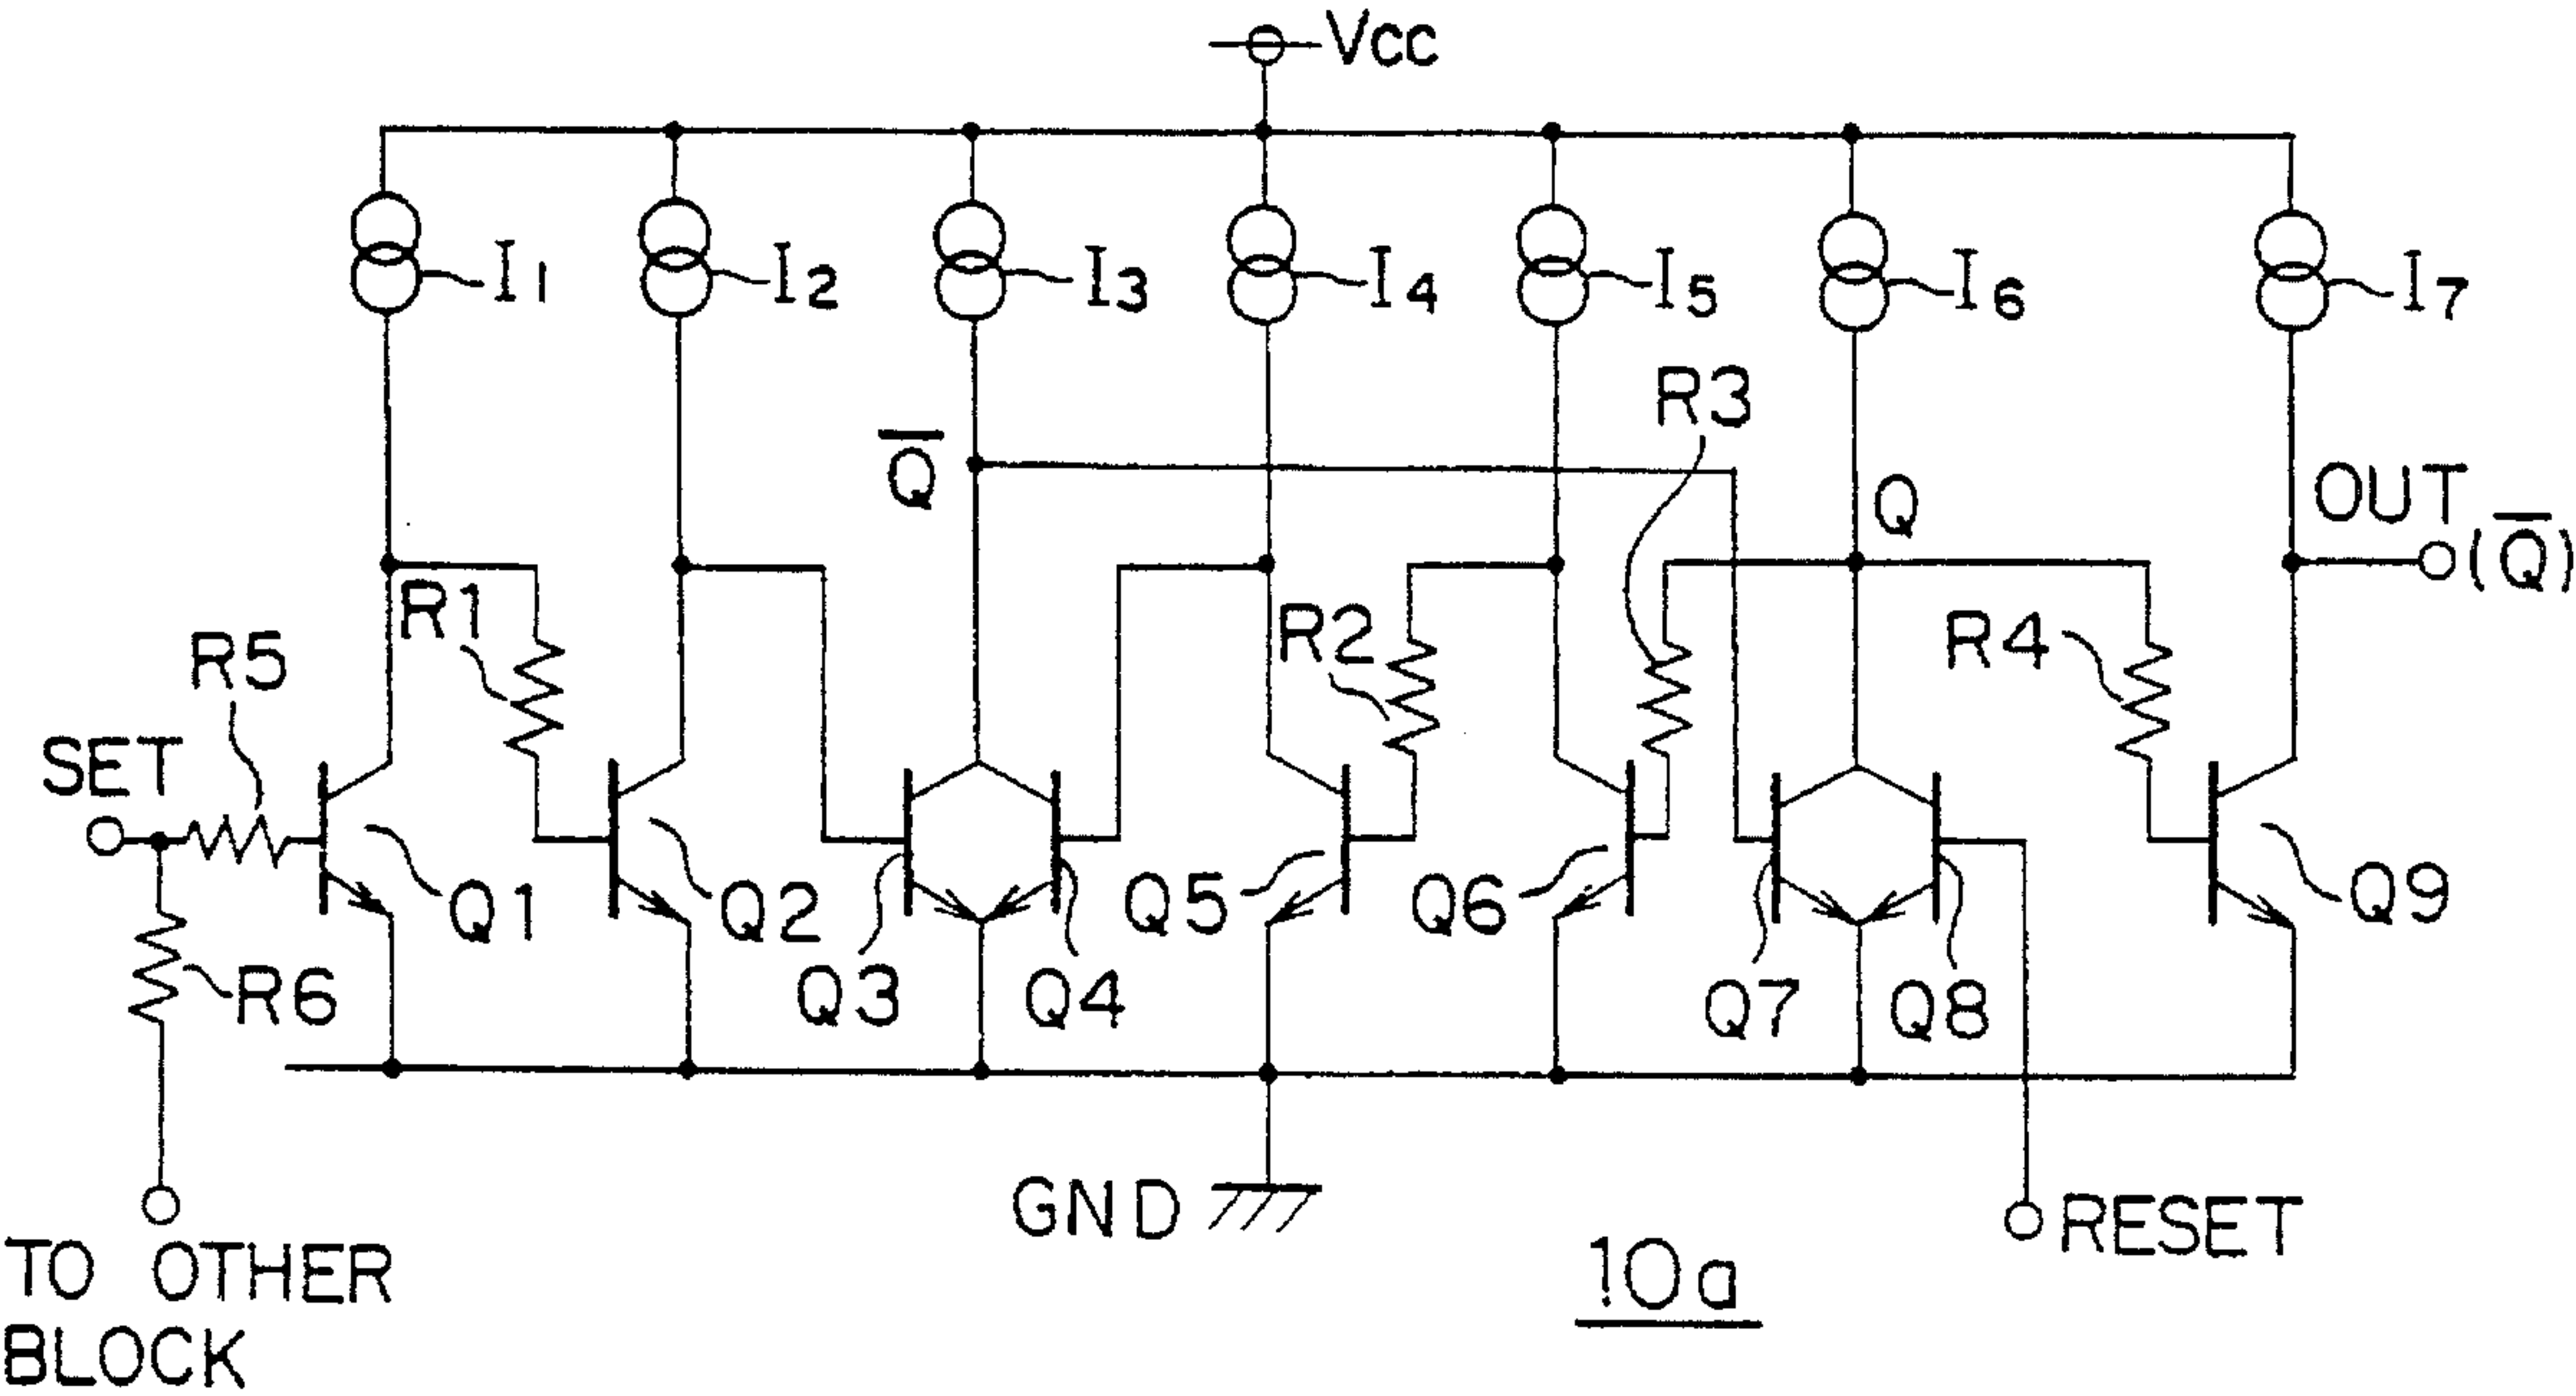 Vcc
I1
I2
I3
I4
I5
I6
I7
R3
Q̅
Q
OUT
(Q̅)
R1
R2
R4
R5
SET
Q1
Q2
Q3
Q4
Q5
Q6
Q7
Q8
Q9
R6
GND
RESET
TO OTHER
BLOCK
10a